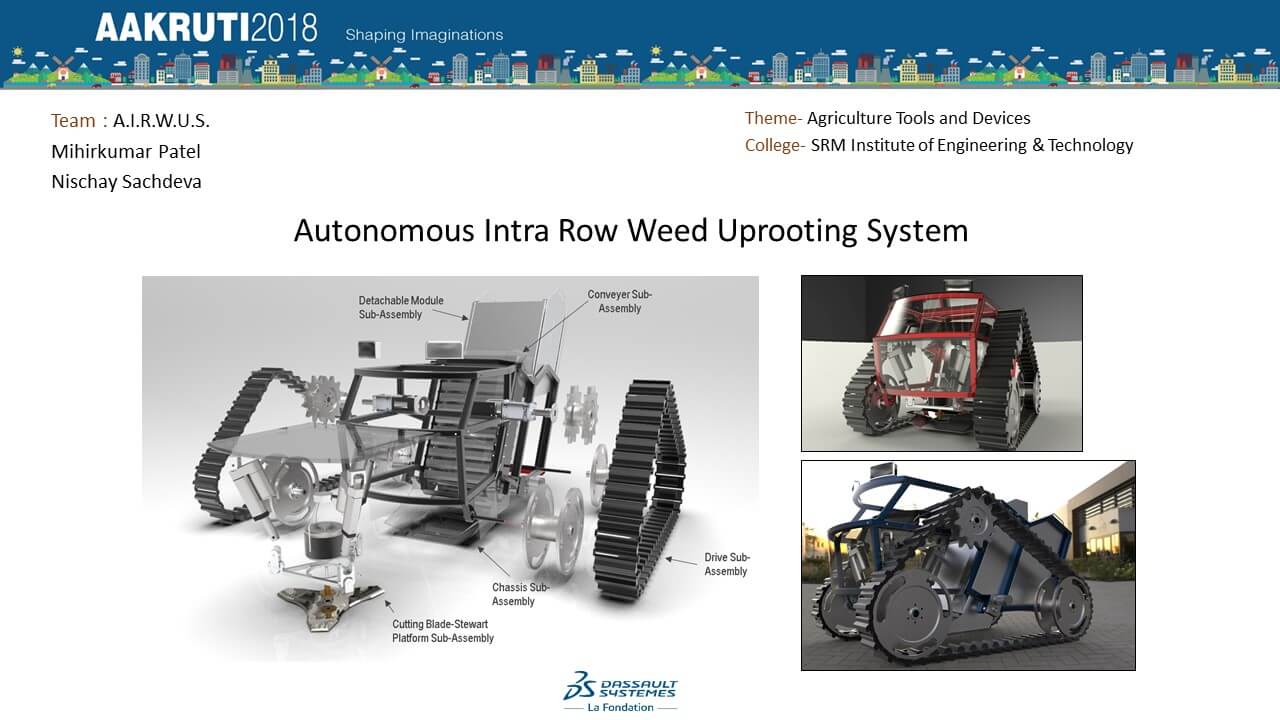 AAKRUTI2018 Shaping Imaginations
Team : A.I.R.W.U.S.
Mihirkumar Patel
Nischay Sachdeva
Theme- Agriculture Tools and Devices
College- SRM Institute of Engineering & Technology
Autonomous Intra Row Weed Uprooting System
Detachable Module
Sub-Assembly
Conveyer Sub-
Assembly
Drive Sub-
Assembly
Chassis Sub-
Assembly
Cutting Blade-Stewart
Platform Sub-Assembly
DASSAULT
SYSTEMES
La Fondation